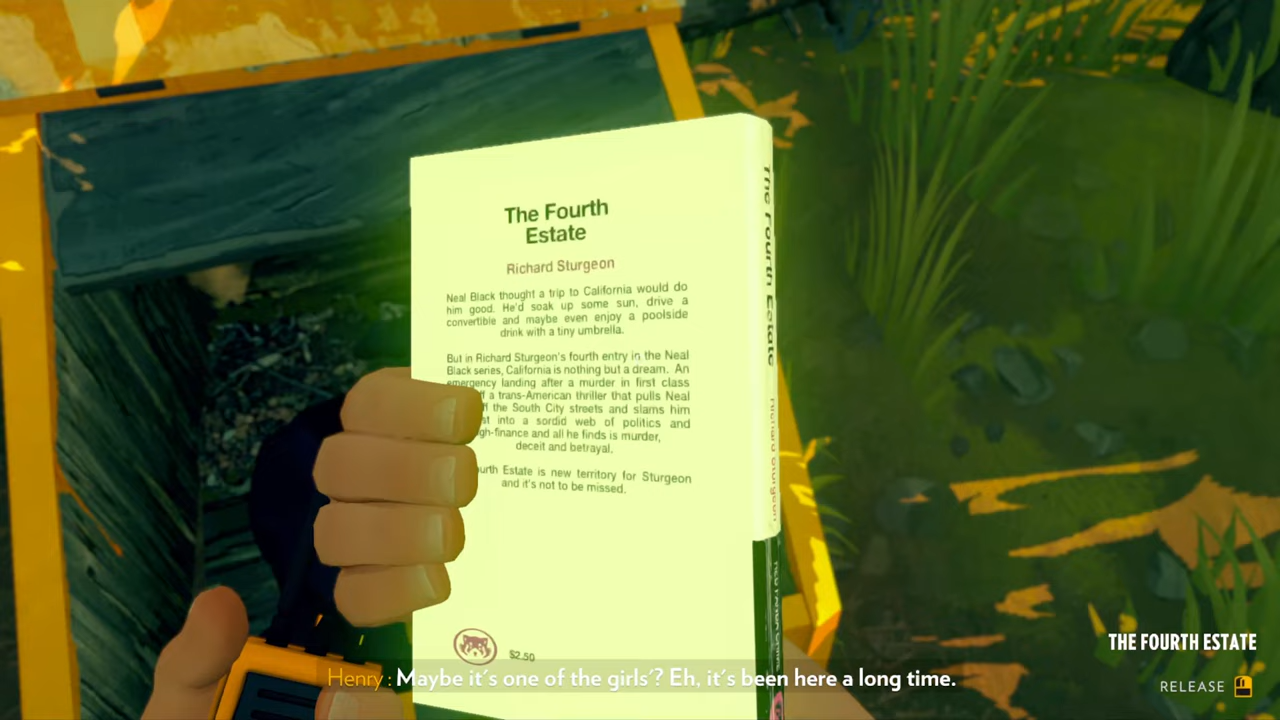 The Fourth
Estate
Richard Sturgeon
Neal Black thought a trip to California would do
him good. He'd soak up some sun, drive a
convertible and maybe even enjoy a poolside
drink with a tiny umbrella.
But in Richard Sturgeon's fourth entry in the Neal
Black series, California is nothing but a dream. An
emergency landing after a murder in first class
a trans-American thriller that pulls Neal
the South City streets and slams him
into a sordid web of politics and
and all he finds is murder,
deceit and betrayal.
Estate is new territory for Sturgeon
and it's not to be missed.
$2.50
The Fourth Estate
Richard Sturgeon
THE FOURTH ESTATE
RELEASE
Henry : Maybe it's one of the girls'? Eh, it's been here a long time.